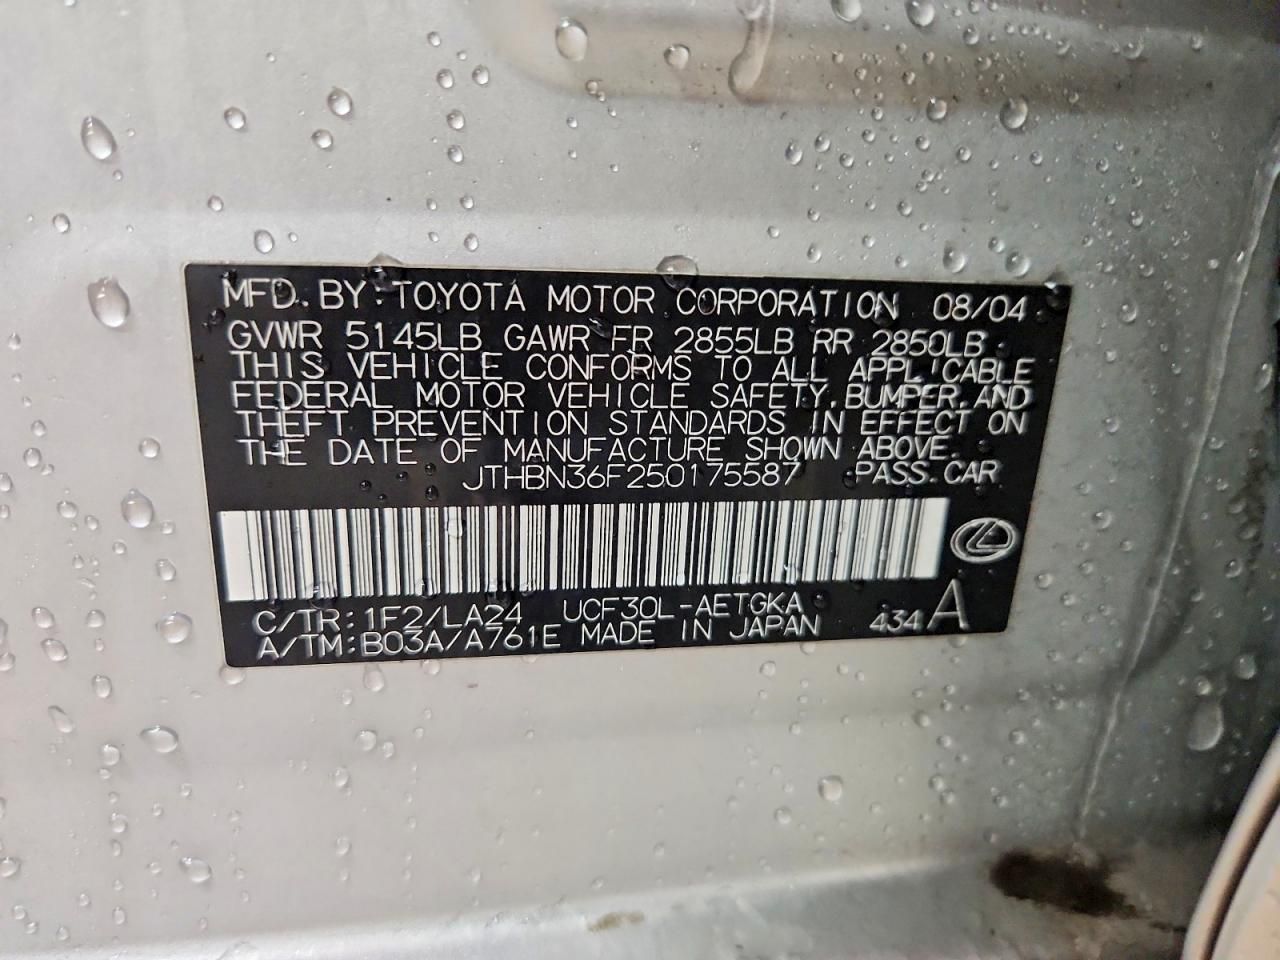 MFD. BY: TOYOTA MOTOR CORPORATION 08/04
GVWR 5145LB GAWR FR 2855LB RR 2850LB
THIS VEHICLE CONFORMS TO ALL APPLICABLE
FEDERAL MOTOR VEHICLE SAFETY, BUMPER, AND
THEFT PREVENTION STANDARDS IN EFFECT ON
THE DATE OF MANUFACTURE SHOWN ABOVE.
JTHBN36F250175587 PASS. CAR
C/TR: 1F2/LA24 UCF30L-AETGKA
A/TM: B03A/A761E MADE IN JAPAN 434 A